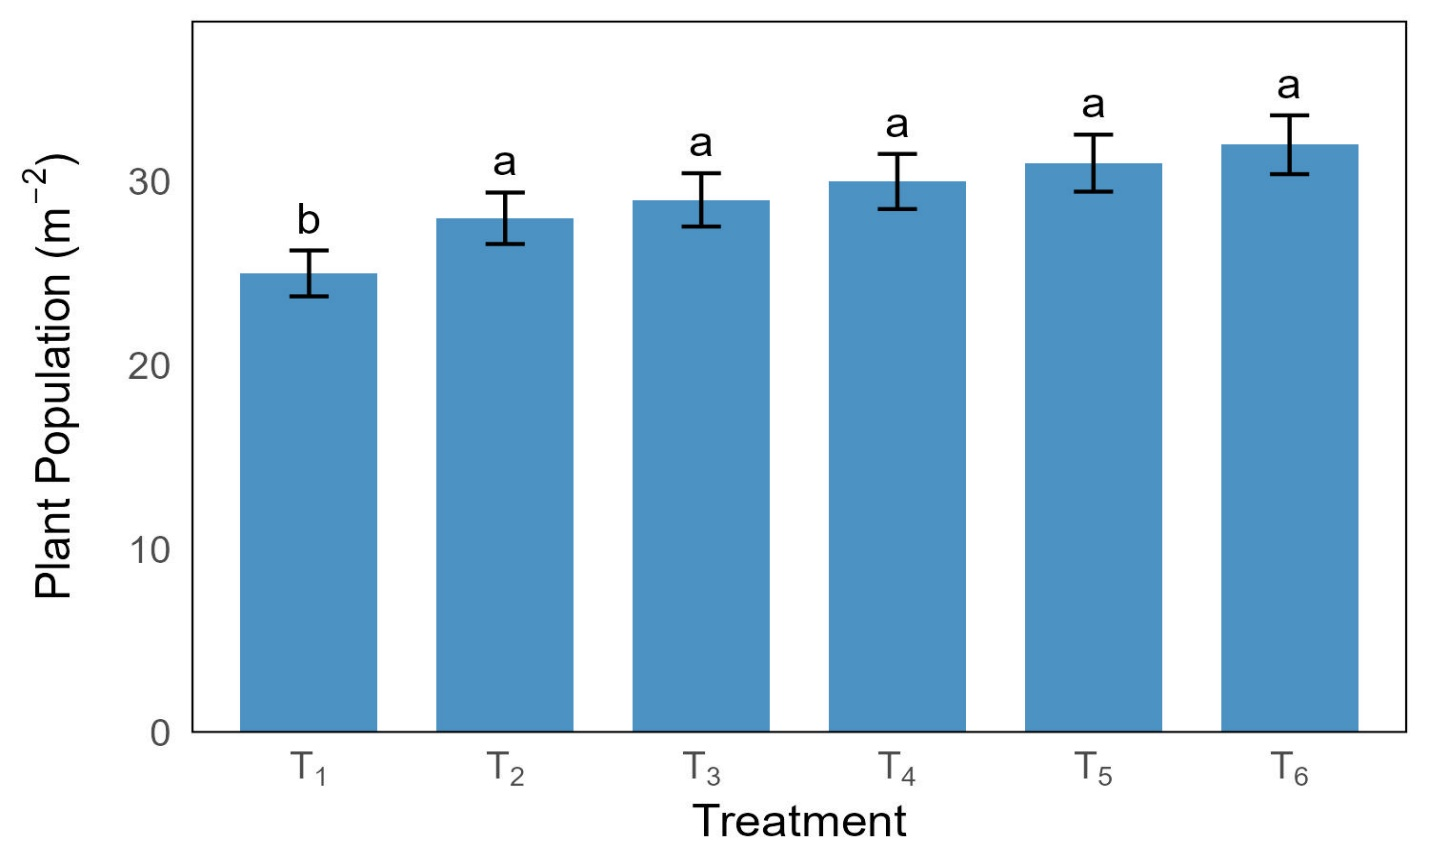 Plant Population (m⁻²)
30
20
10
0
b
a
a
a
a
a
T₁ T₂ T₃ T₄ T₅ T₆
Treatment